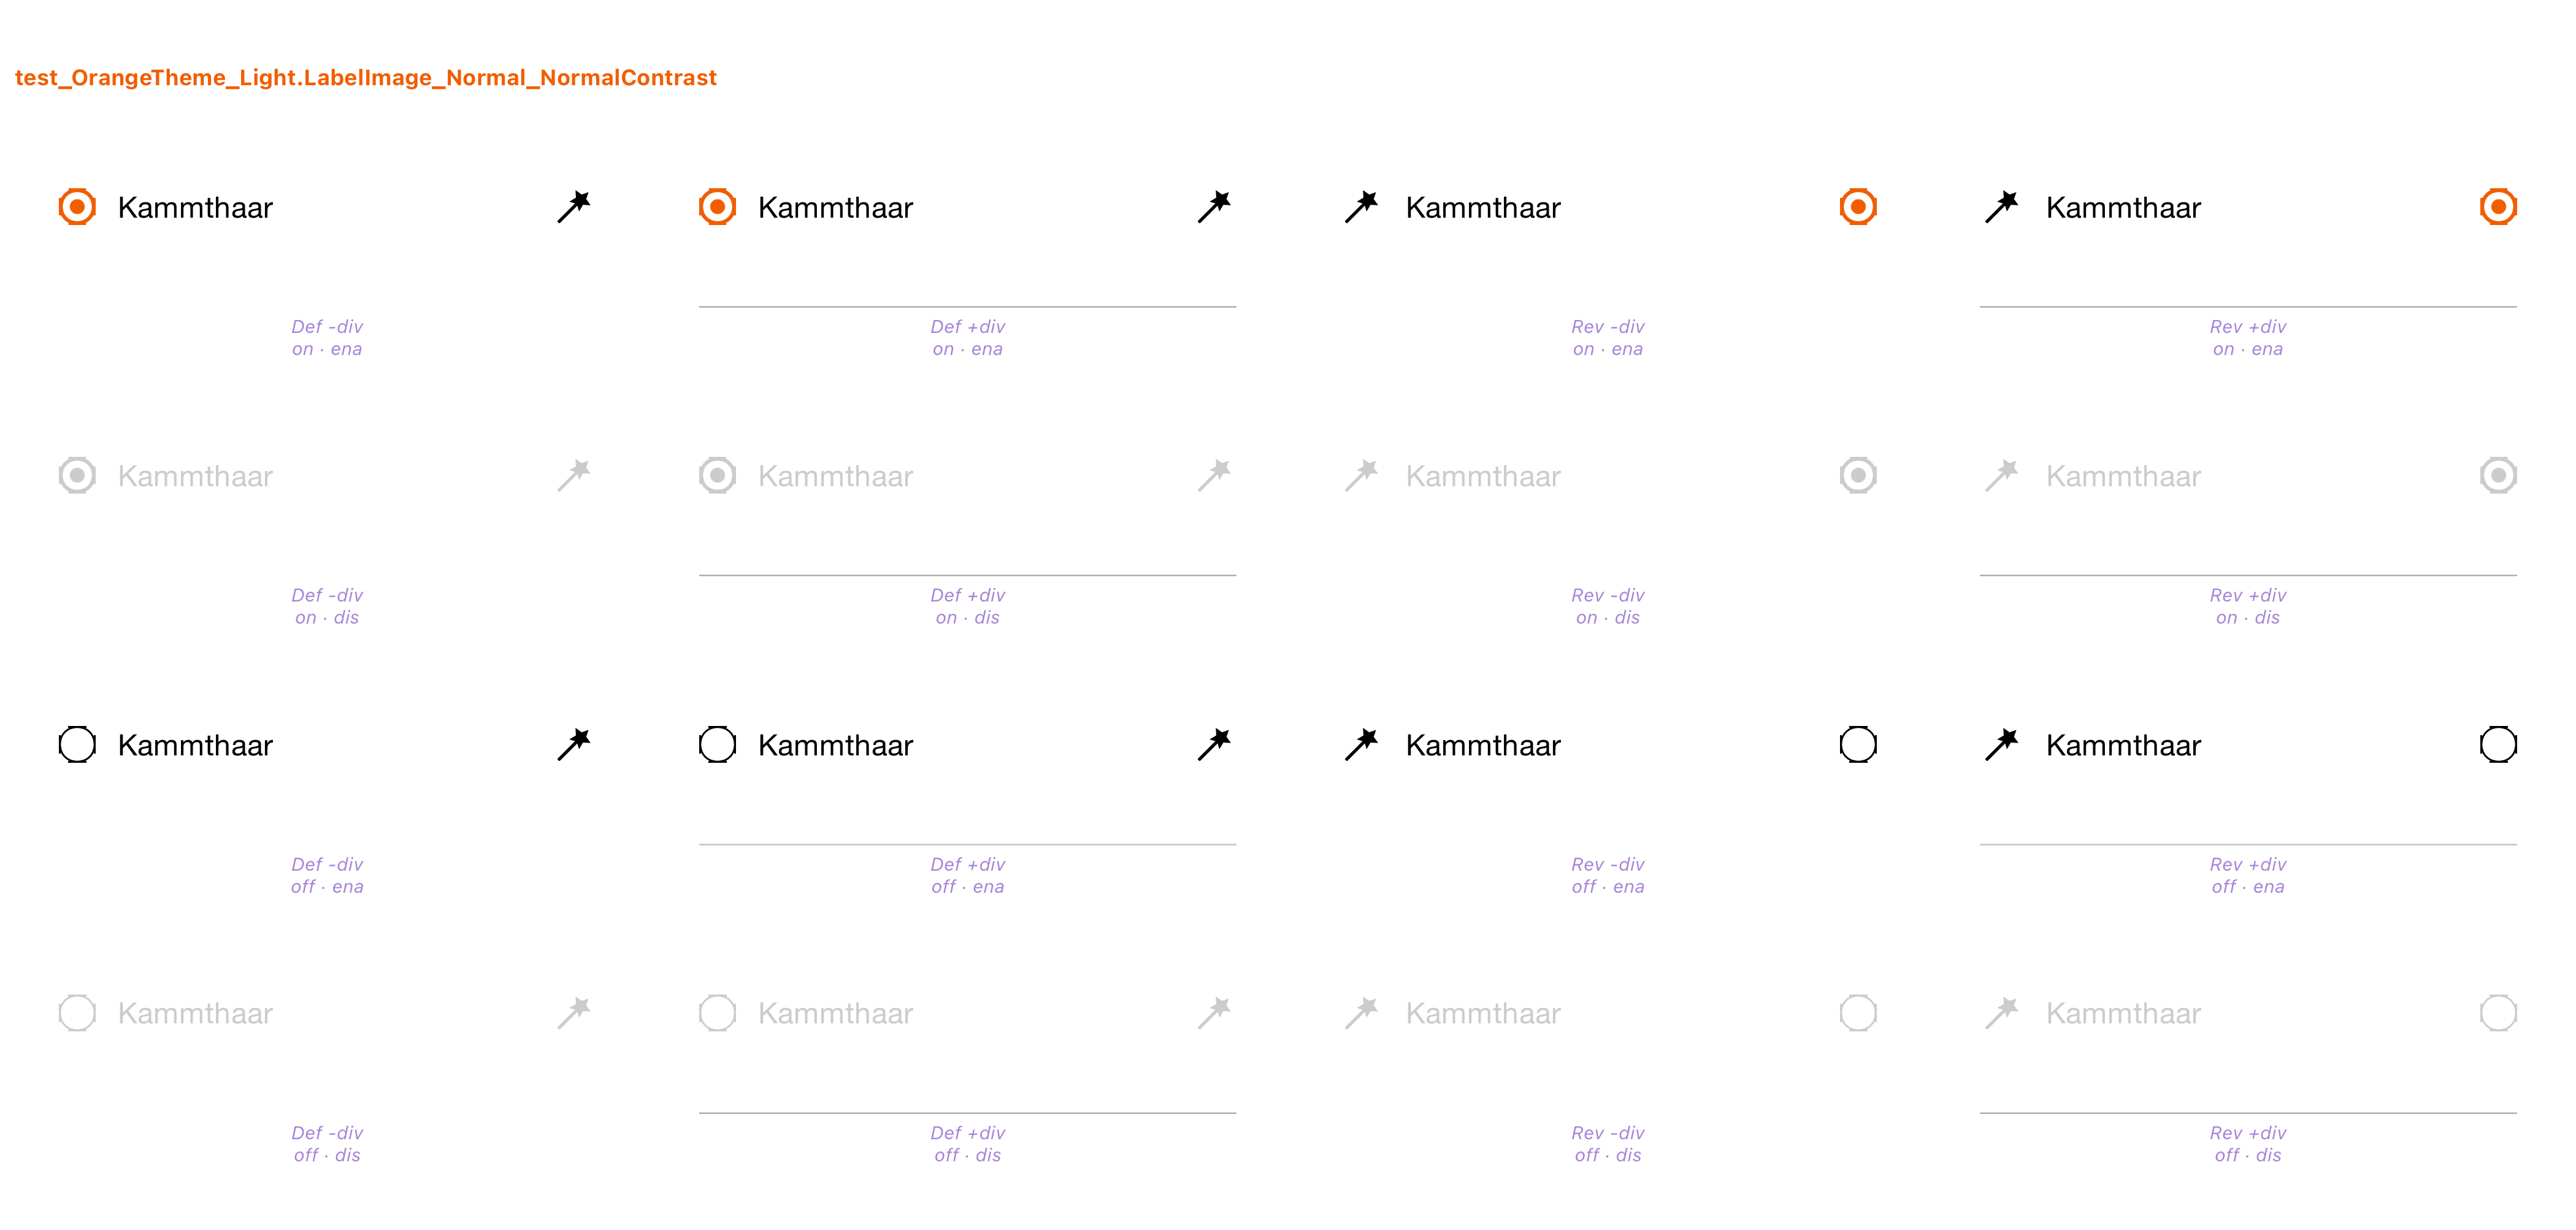 test_OrangeTheme_Light.LabelImage_Normal_NormalContrast
Kammthaar
Kammthaar
Kammthaar
Kammthaar
Def -div
on · ena
Def +div
on · ena
Rev -div
on · ena
Rev +div
on · ena
Kammthaar
Kammthaar
Kammthaar
Kammthaar
Def -div
on · dis
Def +div
on · dis
Rev -div
on · dis
Rev +div
on · dis
Kammthaar
Kammthaar
Kammthaar
Kammthaar
Def -div
off · ena
Def +div
off · ena
Rev -div
off · ena
Rev +div
off · ena
Kammthaar
Kammthaar
Kammthaar
Kammthaar
Def -div
off · dis
Def +div
off · dis
Rev -div
off · dis
Rev +div
off · dis